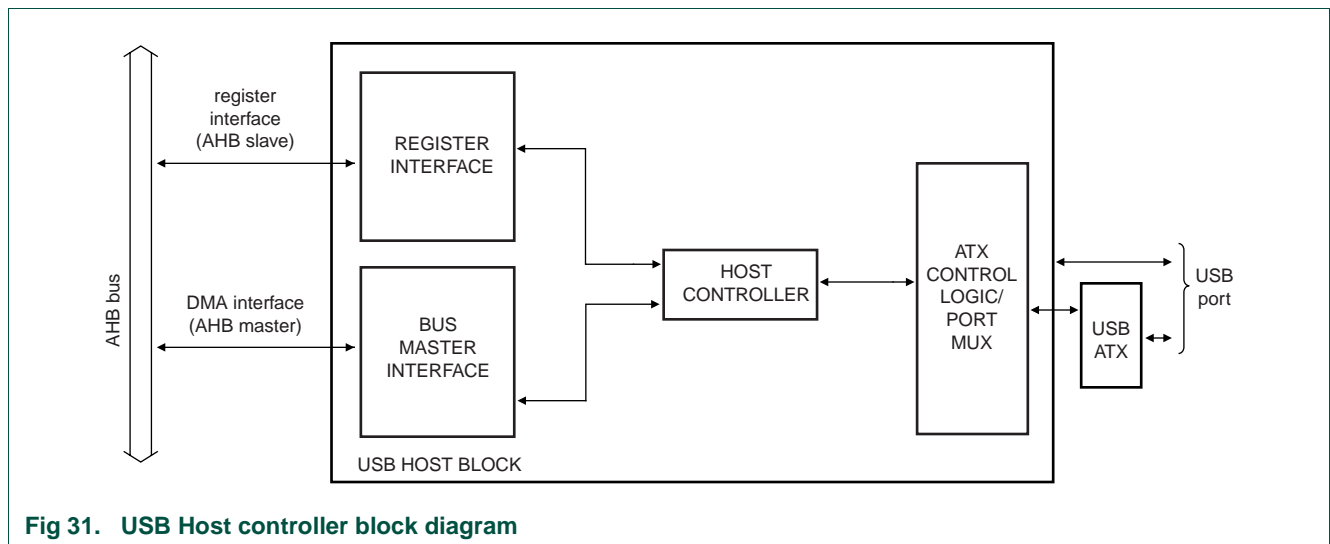 register
interface
(AHB slave)
REGISTER
INTERFACE
AHB bus
DMA interface
(AHB master)
BUS
MASTER
INTERFACE
HOST
CONTROLLER
ATX
CONTROL
LOGIC/
PORT
MUX
USB
ATX
USB
port
USB HOST BLOCK
Fig 31. USB Host controller block diagram